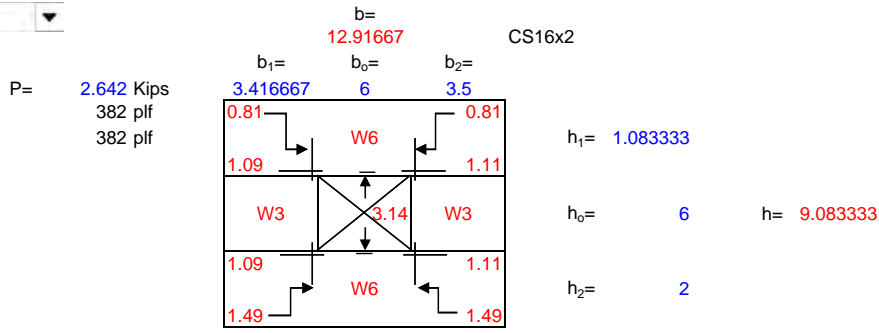 b=
12.91667 CS16x2
b₁= bₒ= b₂=
P= 2.642 Kips 3.416667 6 3.5
382 plf 0.81 0.81
382 plf W6 h₁= 1.083333
1.09 1.11
W3 3.14 W3 hₒ= 6 h= 9.083333
1.09 1.11
W6 h₂= 2
1.49 1.49